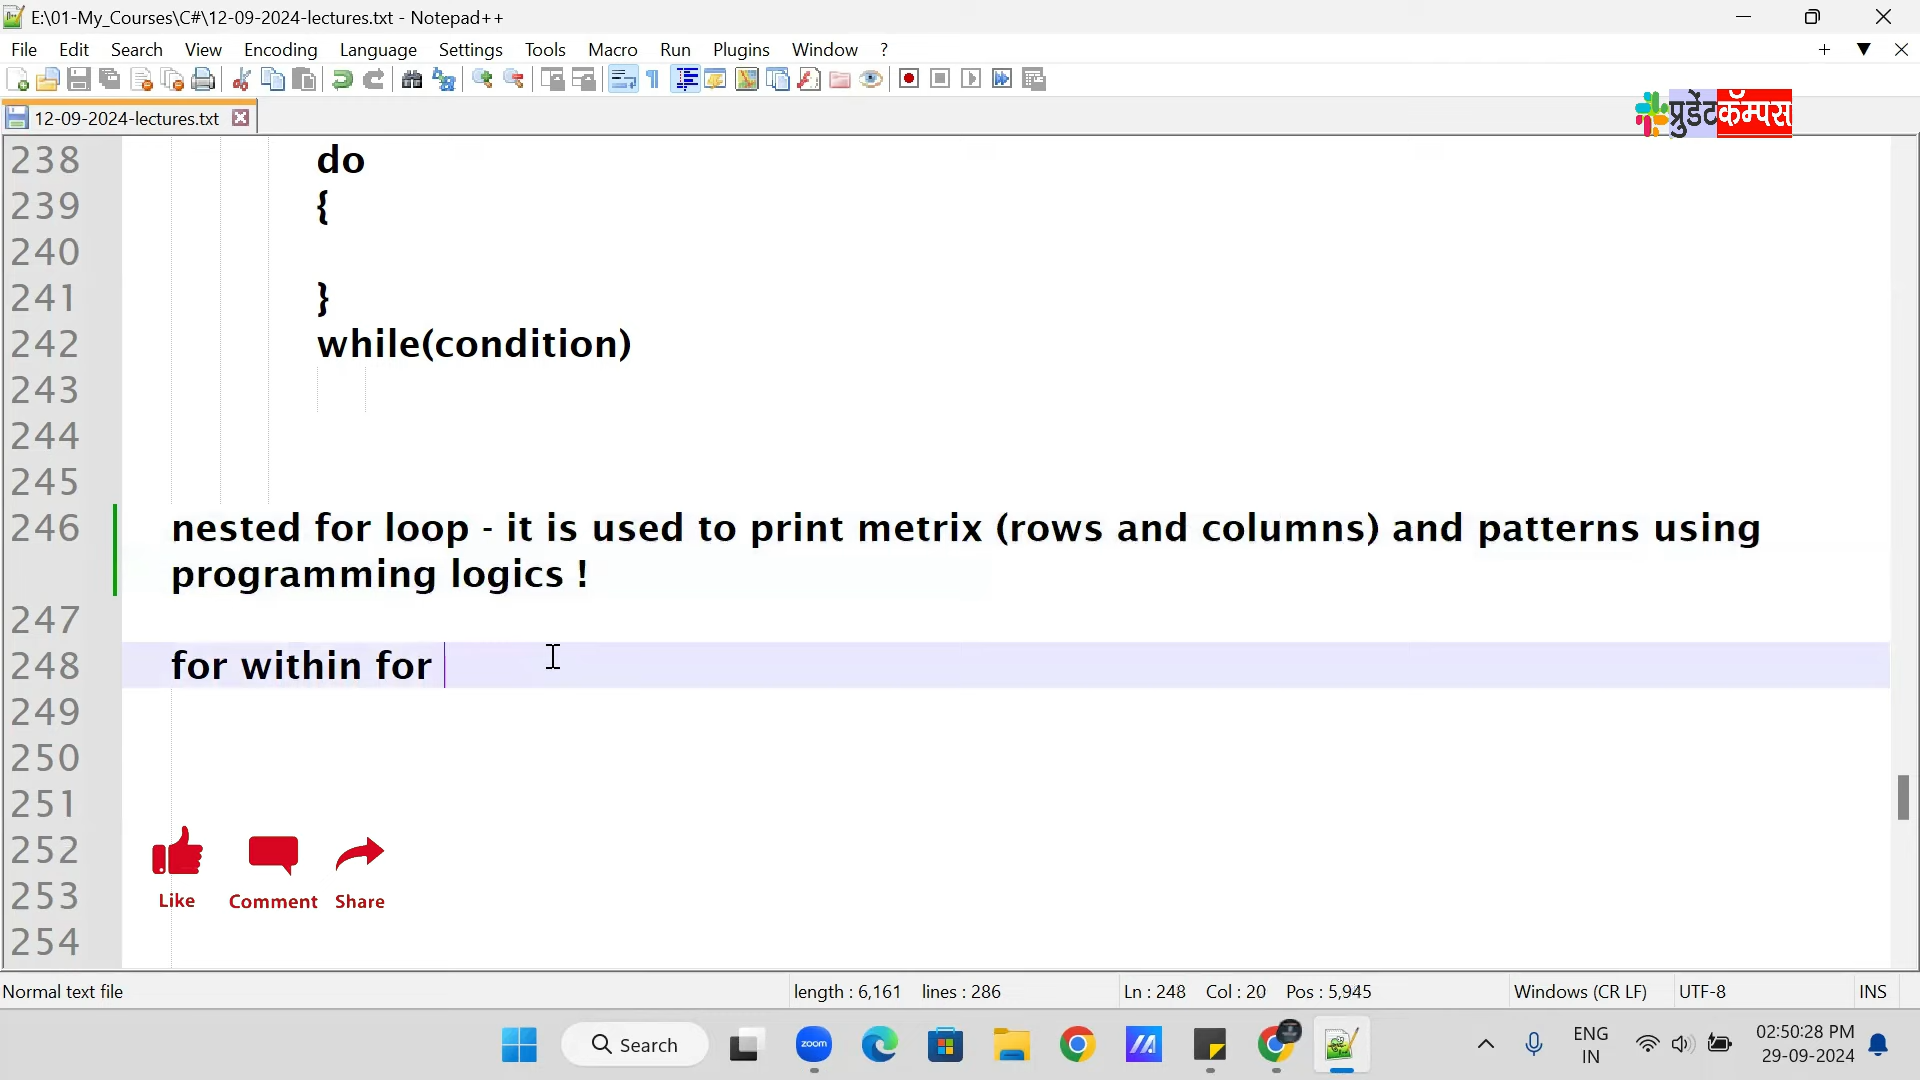 E:\01-My_Courses\C#\12-09-2024-lectures.txt - Notepad++
File Edit Search View Encoding Language Settings Tools Macro Run Plugins Window ?
12-09-2024-lectures.txt
प्रुडेंटकॅम्पस
238 do
239 {
240
241 }
242 while(condition)
243
244
245
246 nested for loop - it is used to print metrix (rows and columns) and patterns using
programming logics !
247
248 for within for
249
250
251
252
253
254
Like Comment Share
Normal text file length : 6,161 lines : 286 Ln : 248 Col : 20 Pos : 5,945 Windows (CR LF) UTF-8 INS
Search
zoom
ENG
IN
02:50:28 PM
29-09-2024